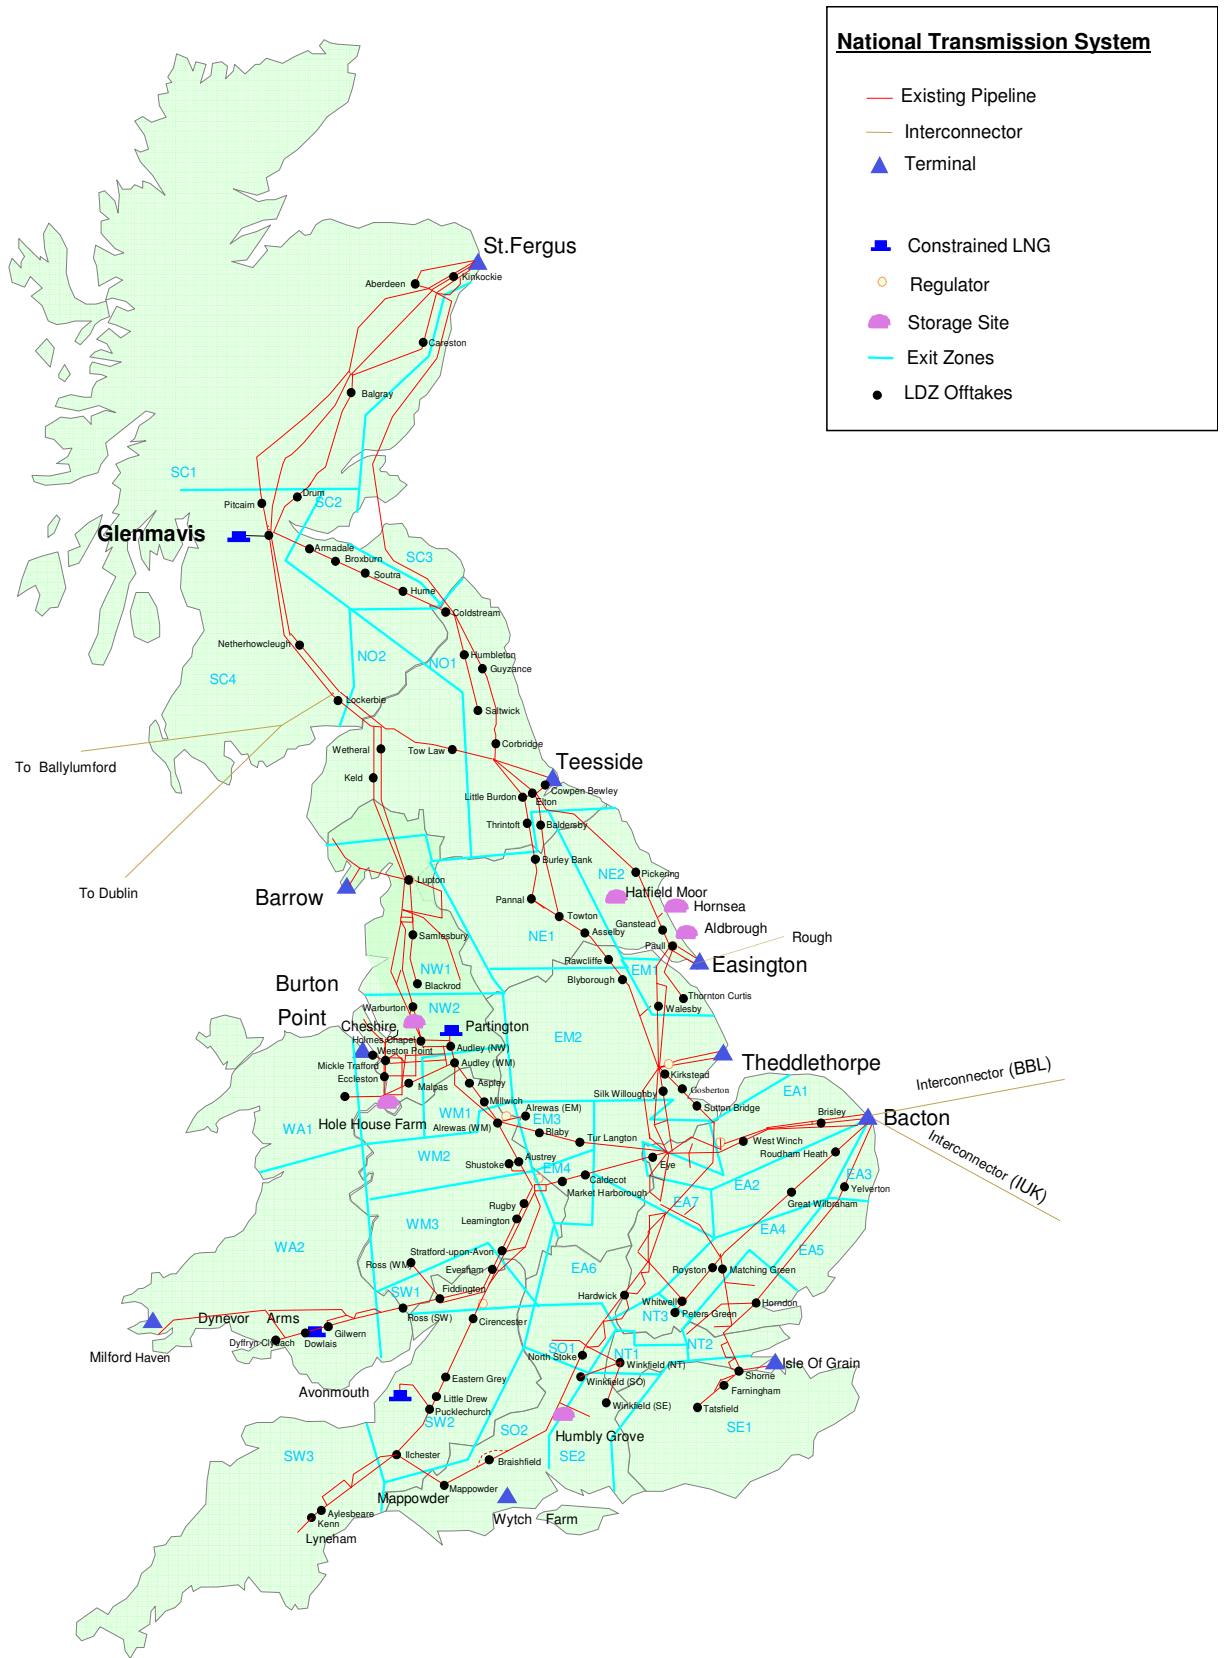 National Transmission System
Existing Pipeline
Interconnector
Terminal
Constrained LNG
Regulator
Storage Site
Exit Zones
LDZ Offtakes
St.Fergus
Kinkockie
Aberdeen
Careston
Balgray
SC1
Drum
SC2
Pitcairn
Glenmavis
Armadale
Broxburn
SC3
Soutra
Hume
Coldstream
Netherhowcleugh
NO2
NO1
Humbleton
Guyzance
SC4
Lockerbie
Saltwick
Corbridge
Wetheral
Tow Law
To Ballylumford
Teesside
Keld
Cowpen Bewley
Little Burdon
Elton
Thrintoft
Baldersby
Burley Bank
To Dublin
Barrow
Lupton
NE2
Pickering
Hatfield Moor
Hornsea
Pannal
Towton
Ganstead
Aldbrough
Samlesbury
NE1
Asselby
Paull
Rough
Rawcliffe
Easington
NW1
EM1
Blyborough
Burton
Point
Blackrod
Thornton Curtis
Warburton
NW2
Walesby
Cheshire
Partington
Holmes Chapel
EM2
Weston Point
Audley (NW)
Theddlethorpe
Mickle Trafford
Audley (WM)
Eccleston
Malpas
Aspley
Kirkstead
Gosberton
Silk Willoughby
Interconnector (BBL)
EA1
Millwich
Sutton Bridge
Hole House Farm
WM1
Alrewas (EM)
EM3
Brisley
Bacton
WA1
Alrewas (WM)
Blaby
Tur Langton
West Winch
Interconnector (IUK)
Roudham Heath
WM2
Austrey
Shustoke
EM4
Eye
Caldecot
EA3
Market Harborough
EA2
Yelverton
EA7
Great Wilbraham
Rugby
Leamington
WM3
EA4
WA2
Stratford-upon-Avon
EA5
Ross (WM)
Evesham
EA6
Royston
Matching Green
SW1
Fiddington
Hardwick
Whitwell
Horndon
Ross (SW)
NT3
Peters Green
Dynevor Arms
Cirencester
Gilwern
Dyffryn Clydach
Dowlais
Milford Haven
SO1
North Stoke
NT1
NT2
Winkfield (NT)
Isle Of Grain
Shorne
Avonmouth
Eastern Grey
Winkfield (SO)
Farningham
Little Drew
Winkfield (SE)
Tatsfield
Pucklechurch
SW2
SO2
Humbly Grove
SE1
SW3
Ilchester
SE2
Braishfield
Mappowder
Mappowder
Wytch Farm
Aylesbeare
Kenn
Lyneham